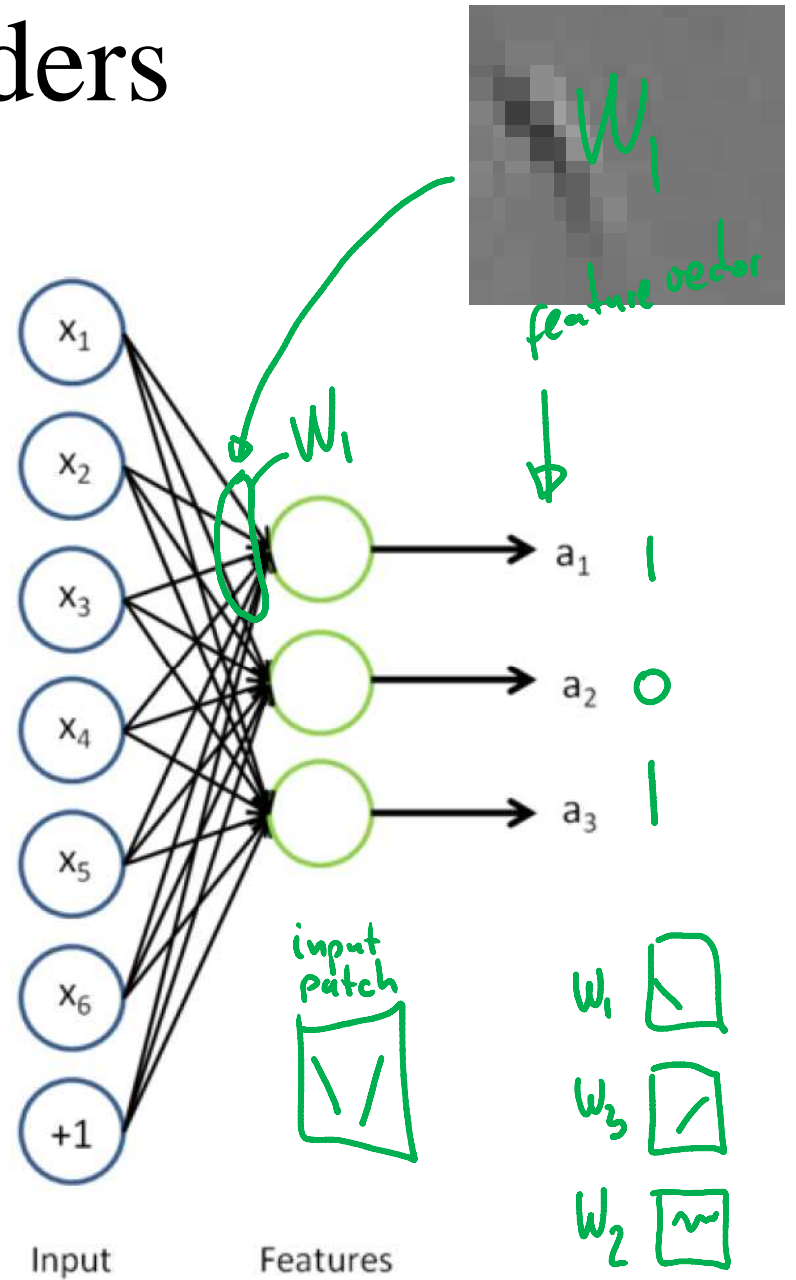 ders
W1
feature vector
x1
W1
x2
a1 1
x3
a2 0
x4
a3 1
x5
input
patch
W1
x6
W3
+1
W2
Input Features